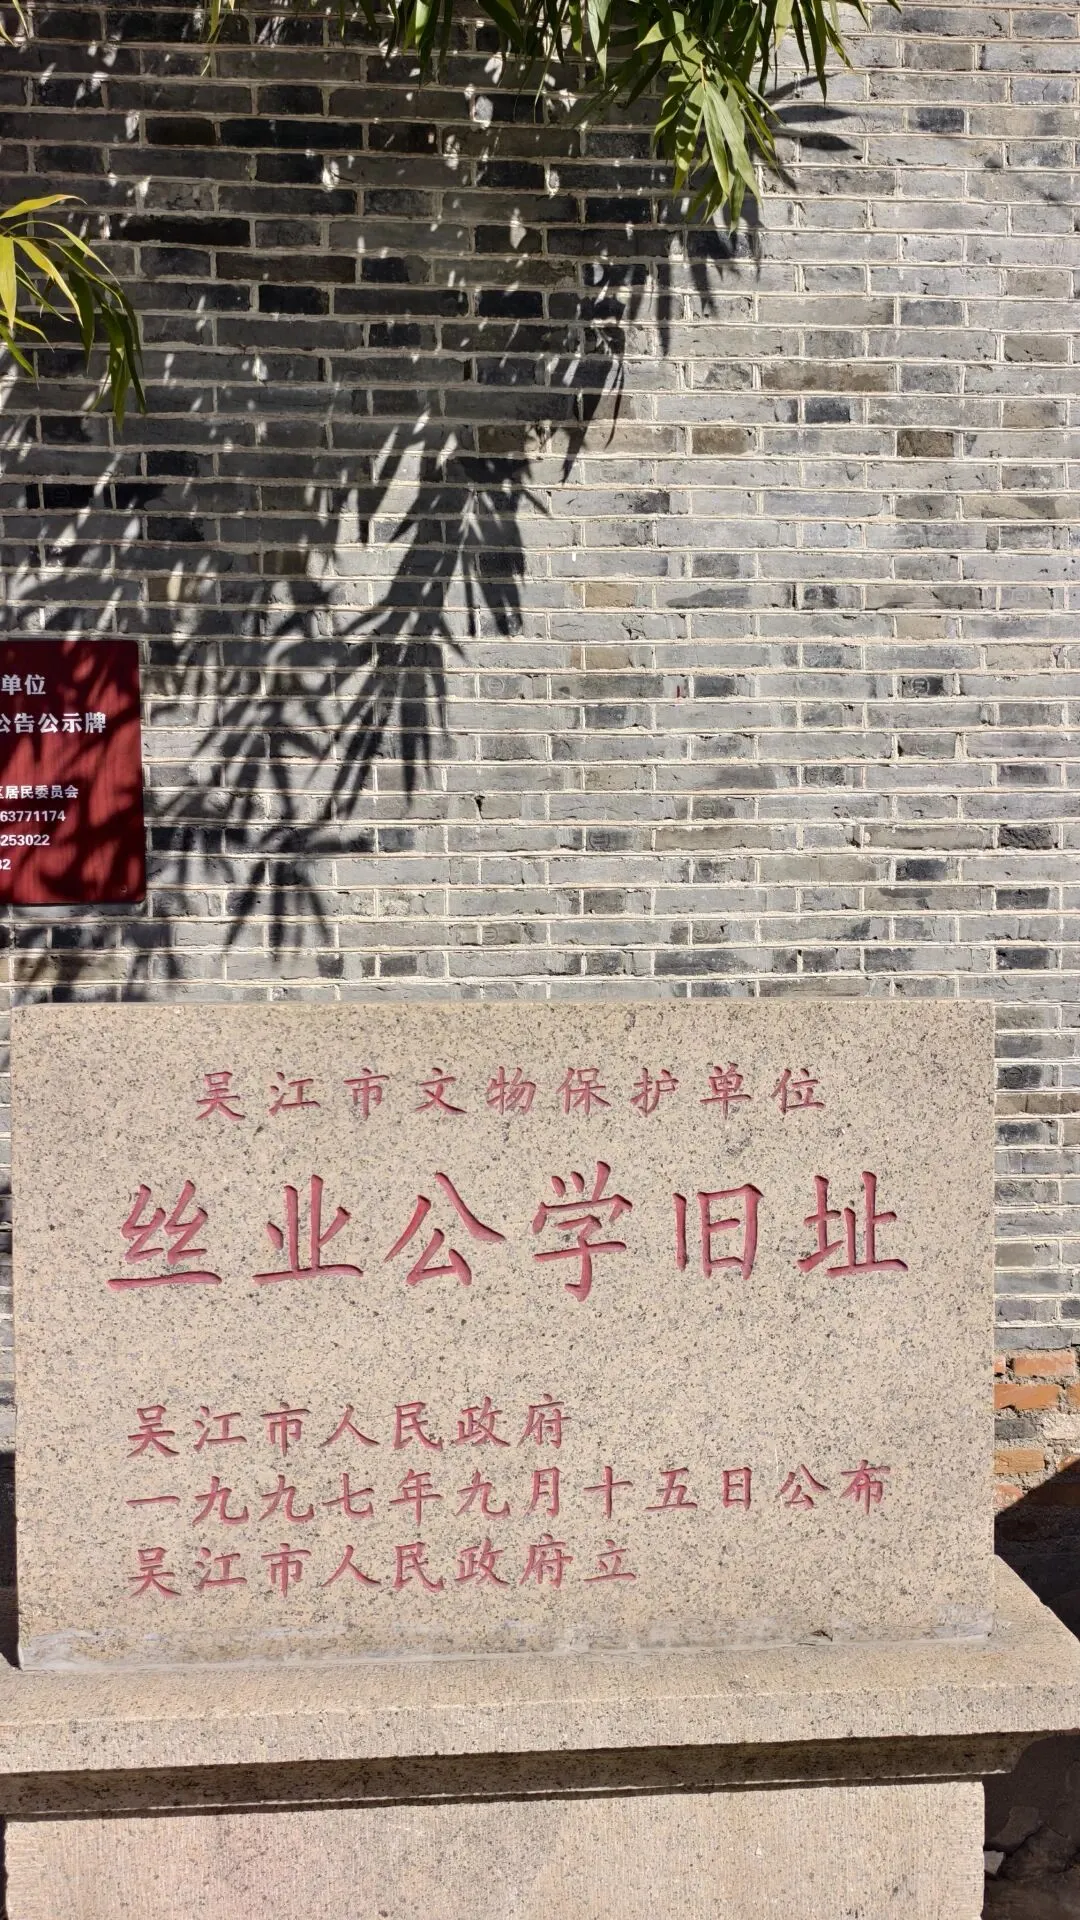 单位
公告公示牌
居民委员会
63771174
253022
32
吴江市文物保护单位
丝业公学旧址
吴江市人民政府
一九九七年九月十五日公布
吴江市人民政府立